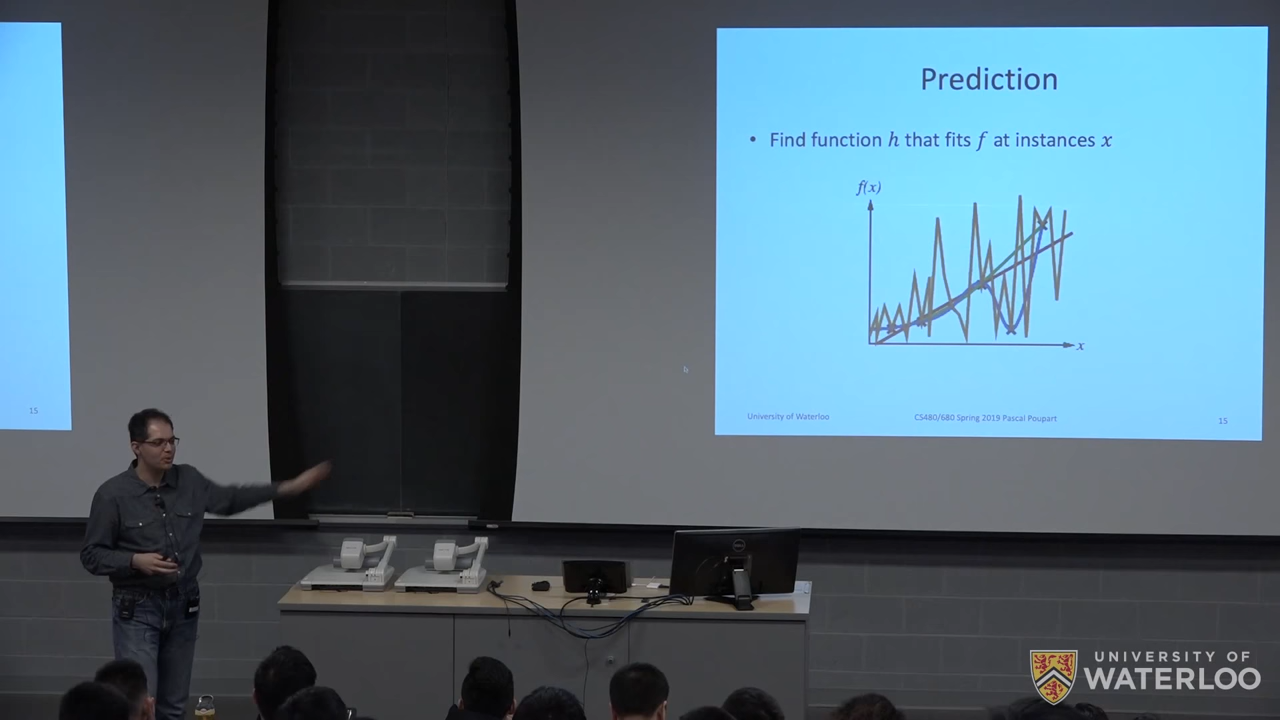 15
Prediction
• Find function h that fits f at instances x
f(x)
x
University of Waterloo
CS480/680 Spring 2019 Pascal Poupart
15
UNIVERSITY OF
WATERLOO